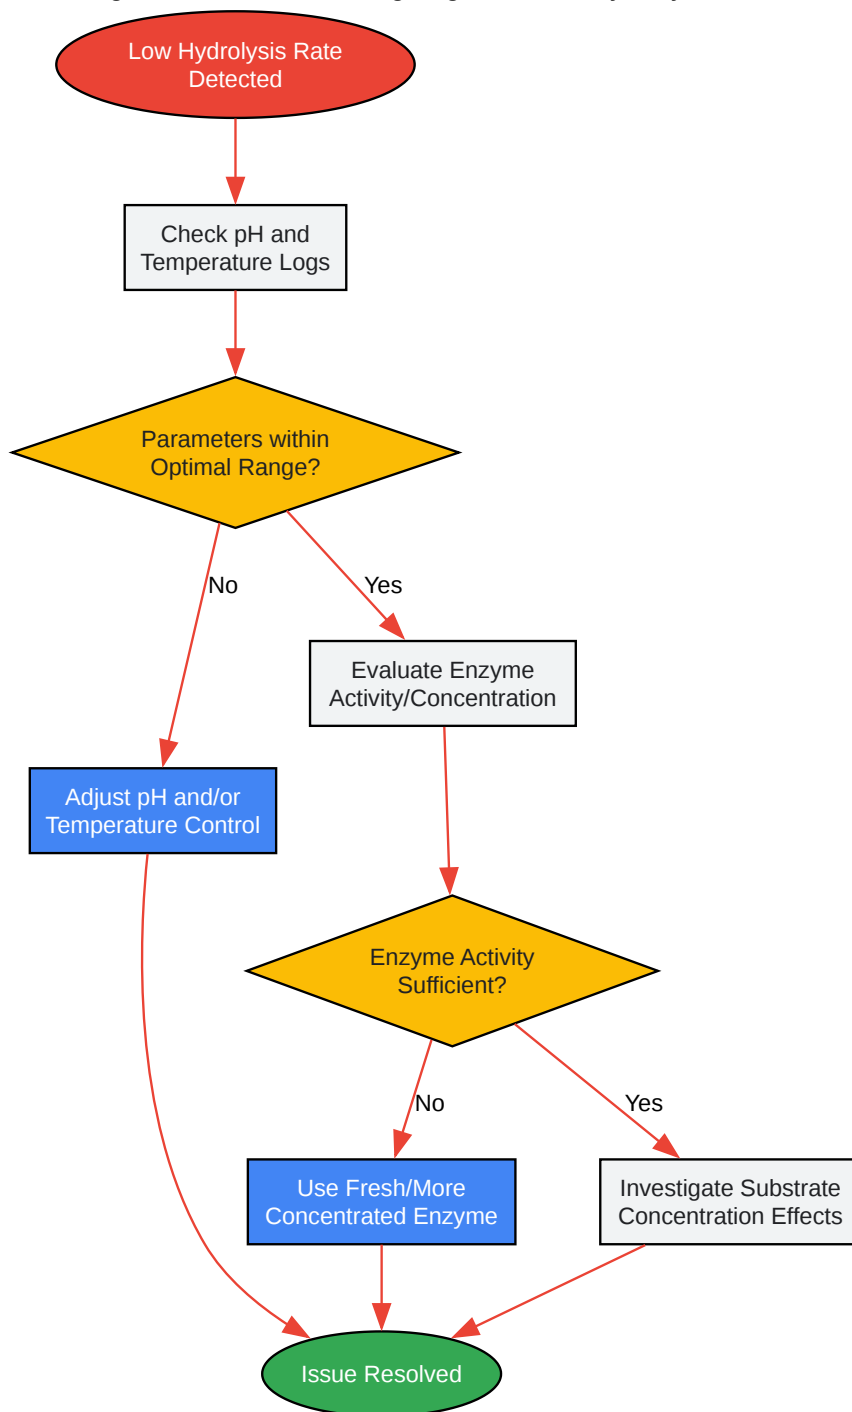 Low Hydrolysis Rate
Detected
Check pH and
Temperature Logs
Parameters within
Optimal Range?
No
Yes
Evaluate Enzyme
Activity/Concentration
Adjust pH and/or
Temperature Control
Enzyme Activity
Sufficient?
No
Yes
Use Fresh/More
Concentrated Enzyme
Investigate Substrate
Concentration Effects
Issue Resolved